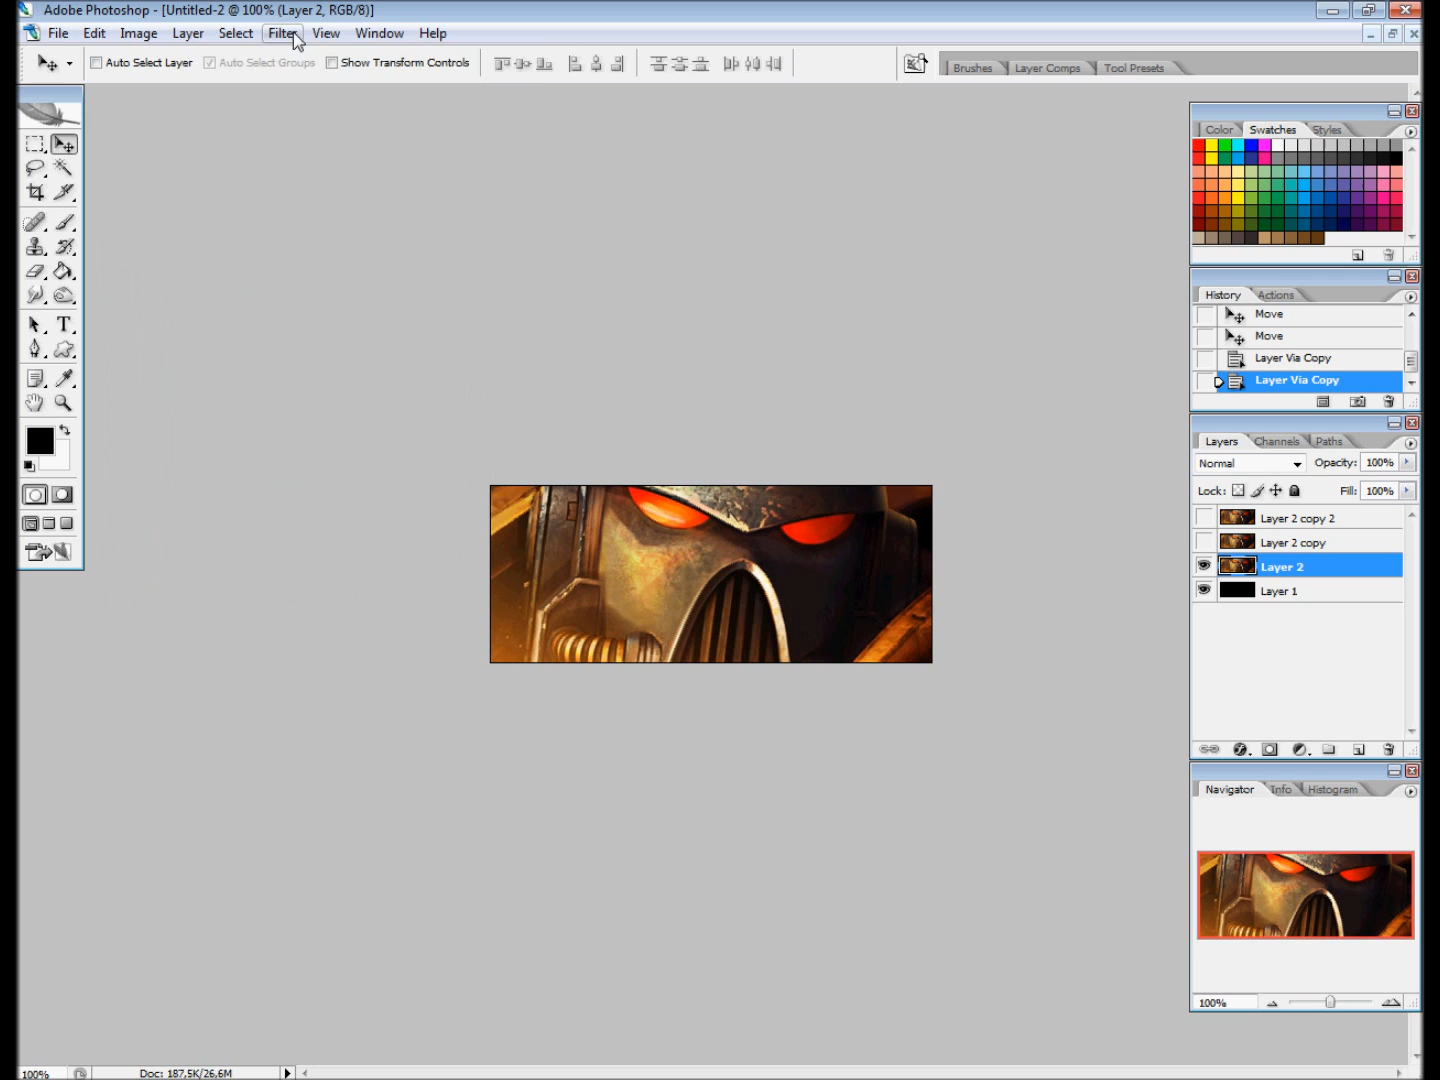 Adobe Photoshop - [Untitled-2 @ 100% (Layer 2, RGB/8)]
File Edit Image Layer Select Filter View Window Help
Auto Select Layer Auto Select Groups Show Transform Controls
Brushes Layer Comps Tool Presets
Color Swatches Styles
History Actions
Move
Move
Layer Via Copy
Layer Via Copy
Layers Channels Paths
Normal Opacity: 100%
Lock: Fill: 100%
Layer 2 copy 2
Layer 2 copy
Layer 2
Layer 1
Navigator Info Histogram
100%
100% Doc: 187,5K/26,6M